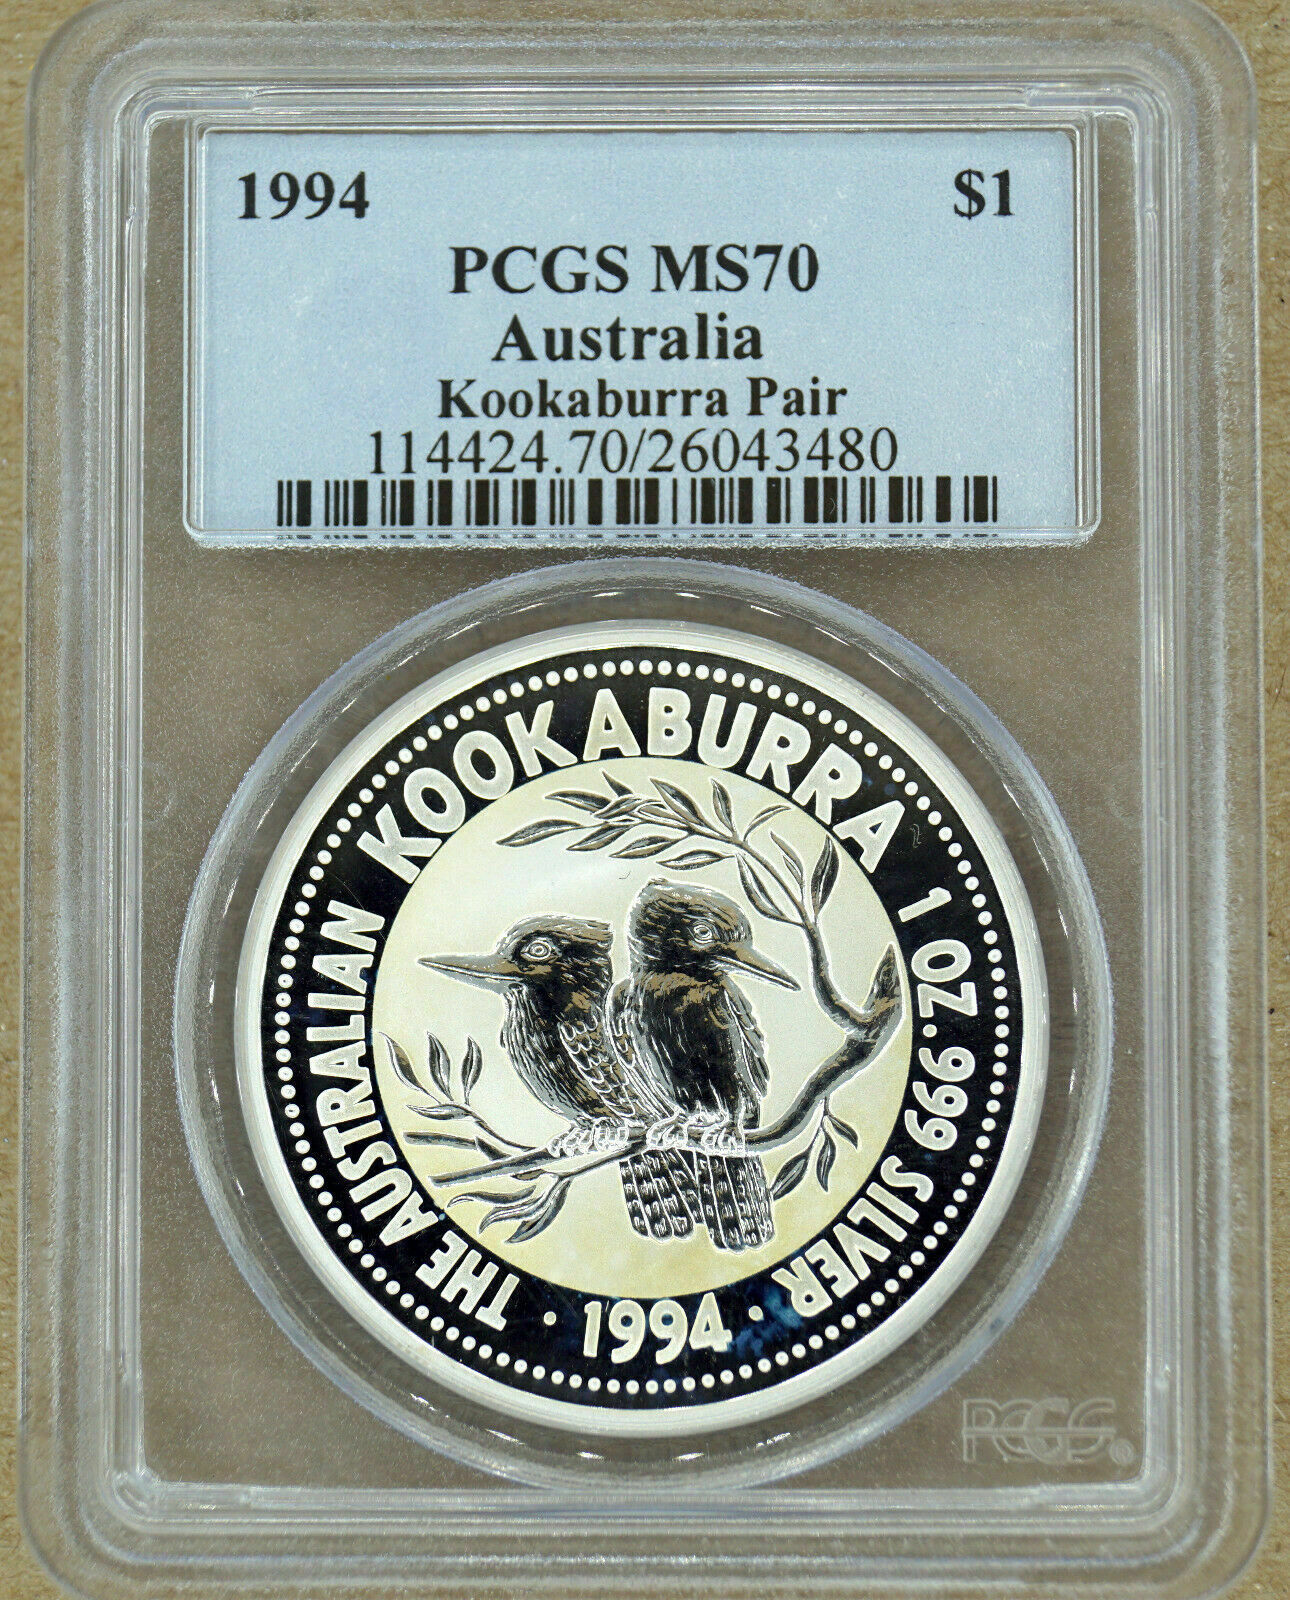 1994 $1
PCGS MS70
Australia
Kookaburra Pair
114424.70/26043480
THE AUSTRALIAN KOOKABURRA 1 OZ. 999 SILVER
· 1994 ·
PCGS®